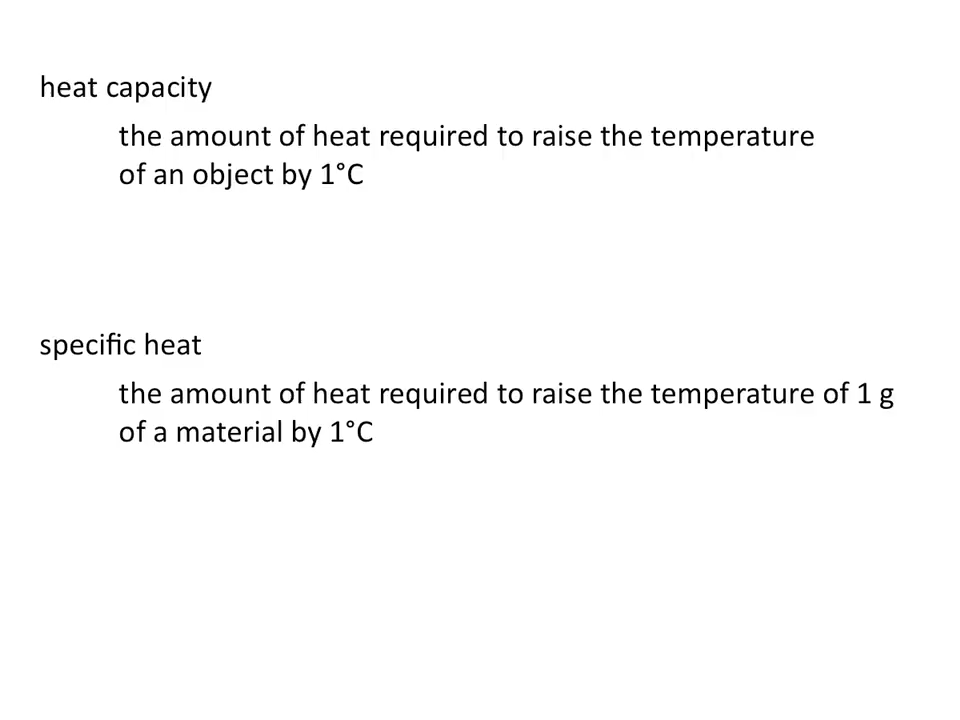 heat capacity
the amount of heat required to raise the temperature
of an object by 1°C
specific heat
the amount of heat required to raise the temperature of 1 g
of a material by 1°C